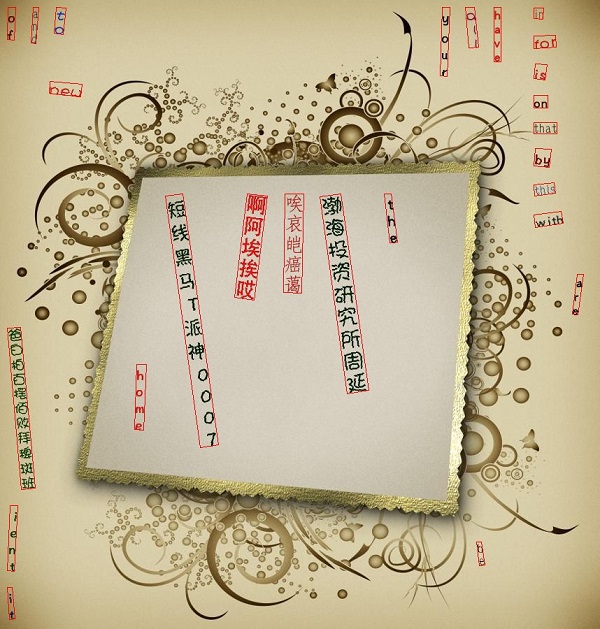 of
and
to
your
all
have
in
for
is
on
that
by
this
with
new
短线黑马T派神0007
啊阿埃挨哎
唉哀皑癌蔼
渤海投资研究所周延
the
are
home
爸白柏百摆佰败拜稗斑班
ient
it
be